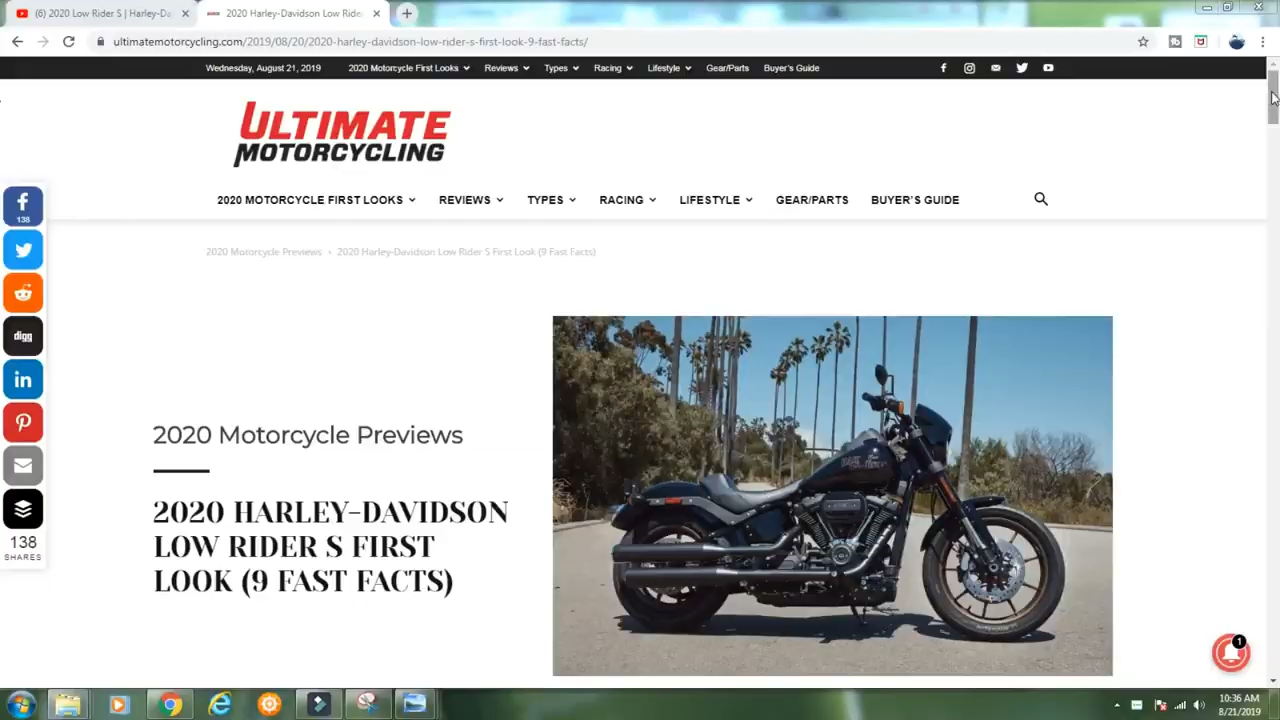 (6) 2020 Low Rider S | Harley-Da
2020 Harley-Davidson Low Ride
ultimatemotorcycling.com/2019/08/20/2020-harley-davidson-low-rider-s-first-look-9-fast-facts/
Wednesday, August 21, 2019 2020 Motorcycle First Looks Reviews Types Racing Lifestyle Gear/Parts Buyer's Guide
ULTIMATE
MOTORCYCLING
2020 MOTORCYCLE FIRST LOOKS REVIEWS TYPES RACING LIFESTYLE GEAR/PARTS BUYER'S GUIDE
138
digg
in
138
SHARES
2020 Motorcycle Previews › 2020 Harley-Davidson Low Rider S First Look (9 Fast Facts)
2020 Motorcycle Previews
2020 HARLEY-DAVIDSON
LOW RIDER S FIRST
LOOK (9 FAST FACTS)
1
10:36 AM
8/21/2019